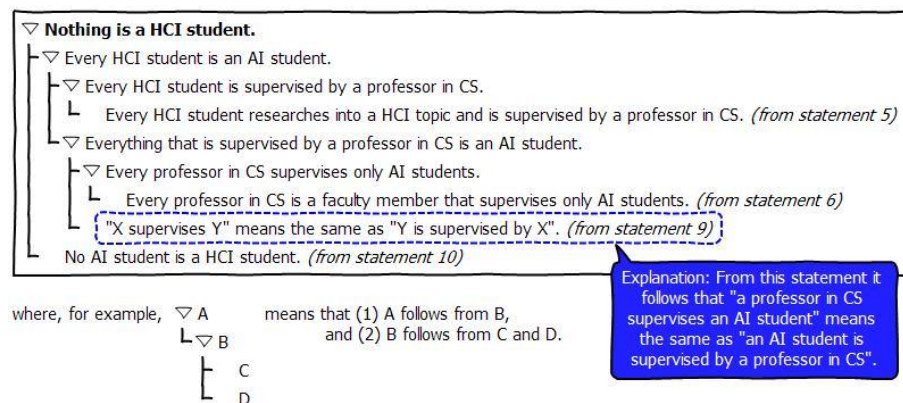 Nothing is a HCI student.
Every HCI student is an AI student.
Every HCI student is supervised by a professor in CS.
Every HCI student researches into a HCI topic and is supervised by a professor in CS. (from statement 5)
Everything that is supervised by a professor in CS is an AI student.
Every professor in CS supervises only AI students.
Every professor in CS is a faculty member that supervises only AI students. (from statement 6)
"X supervises Y" means the same as "Y is supervised by X". (from statement 9)
No AI student is a HCI student. (from statement 10)
Explanation: From this statement it
follows that "a professor in CS
supervises an AI student" means
the same as "an AI student is
supervised by a professor in CS".
where, for example, ▽ A means that (1) A follows from B,
▽ B and (2) B follows from C and D.
C
D